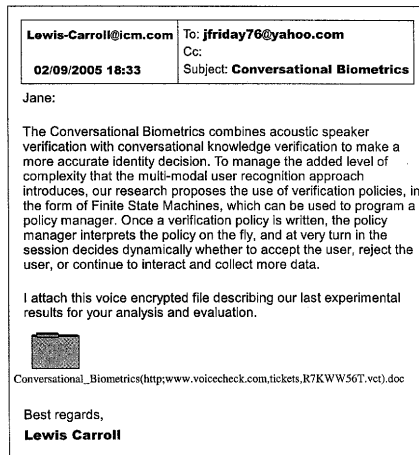 Lewis-Carroll@icm.com
02/09/2005 18:33
To: jfriday76@yahoo.com
Cc:
Subject: Conversational Biometrics
Jane:
The Conversational Biometrics combines acoustic speaker
verification with conversational knowledge verification to make a
more accurate identity decision. To manage the added level of
complexity that the multi-modal user recognition approach
introduces, our research proposes the use of verification policies, in
the form of Finite State Machines, which can be used to program a
policy manager. Once a verification policy is written, the policy
manager interprets the policy on the fly, and at very turn in the
session decides dynamically whether to accept the user, reject the
user, or continue to interact and collect more data.
I attach this voice encrypted file describing our last experimental
results for your analysis and evaluation.
Conversational_Biometrics(http;www.voicecheck.com,tickets,R7KWW56T.vct).doc
Best regards,
Lewis Carroll